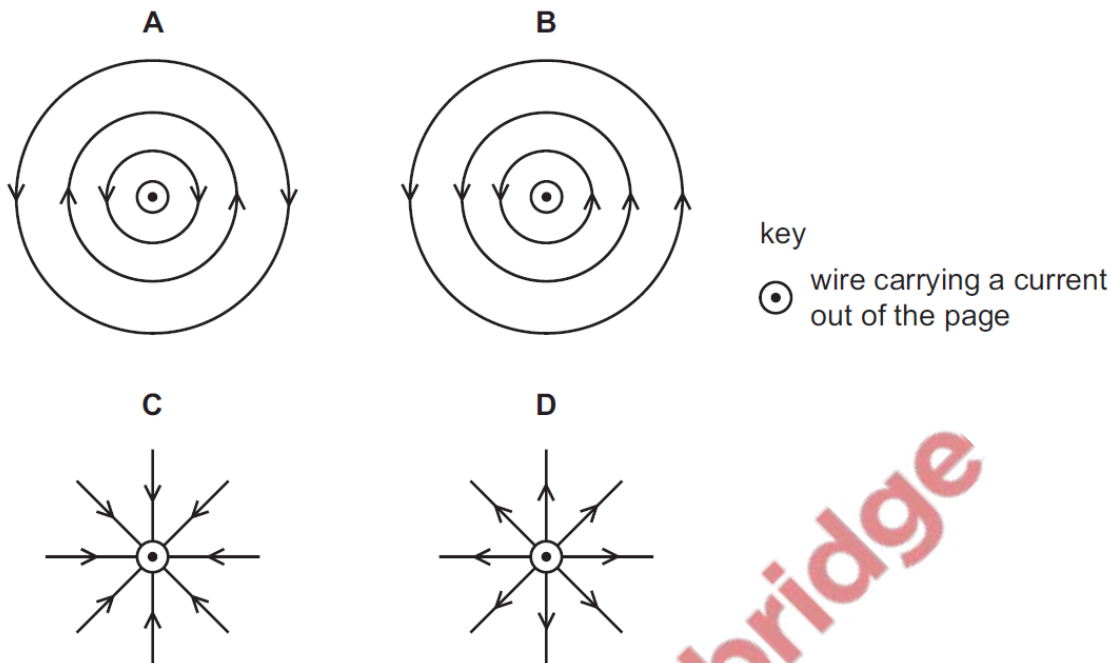 A
B
key
wire carrying a current
out of the page
C
D
bridge